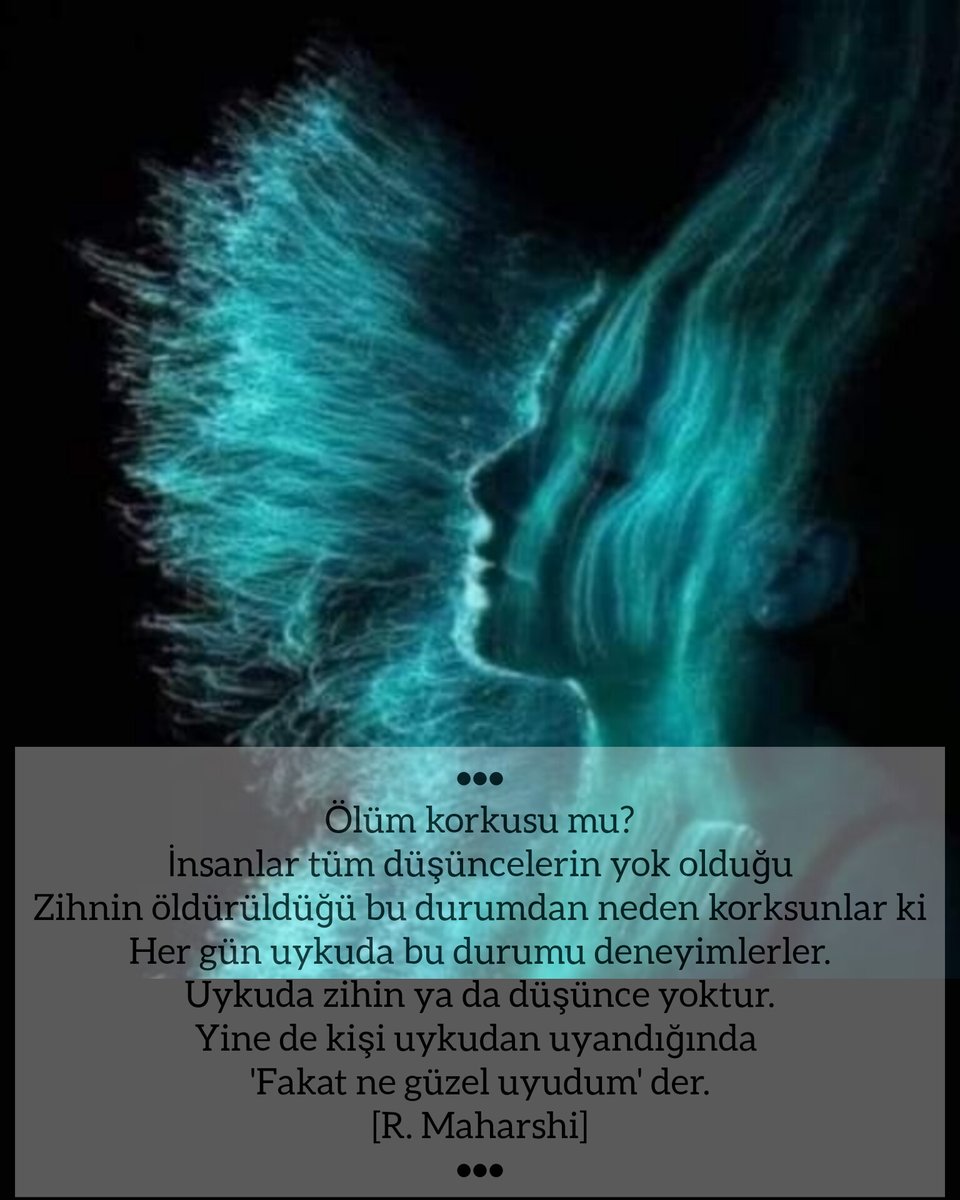 •••
Ölüm korkusu mu?
İnsanlar tüm düşüncelerin yok olduğu
Zihnin öldürüldüğü bu durumdan neden korksunlar ki
Her gün uykuda bu durumu deneyimlerler.
Uykuda zihin ya da düşünce yoktur.
Yine de kişi uykudan uyandığında
'Fakat ne güzel uyudum' der.
[R. Maharshi]
•••